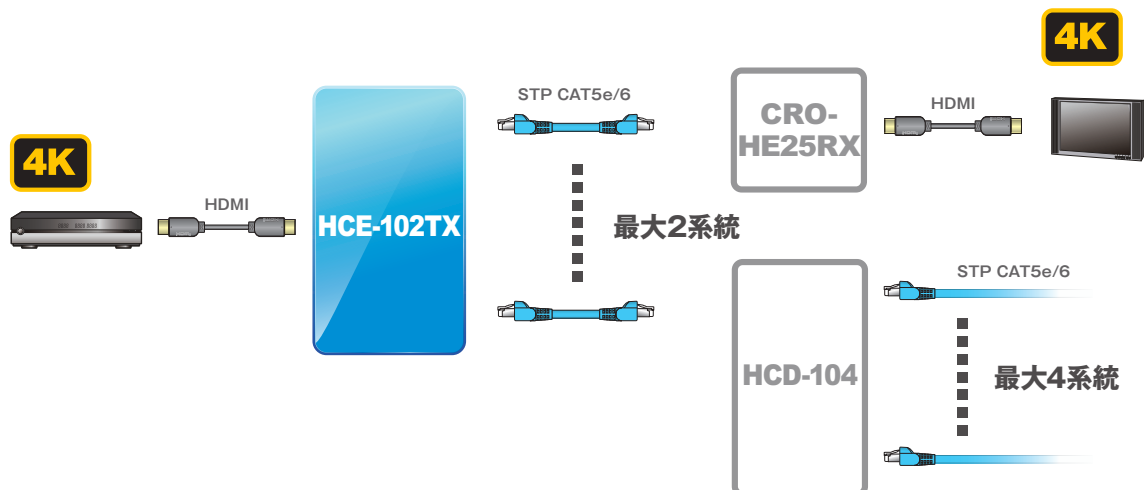 4K
HDMI
HCE-102TX
STP CAT5e/6
最大2系統
CRO-
HE25RX
HDMI
4K
HCD-104
STP CAT5e/6
最大4系統